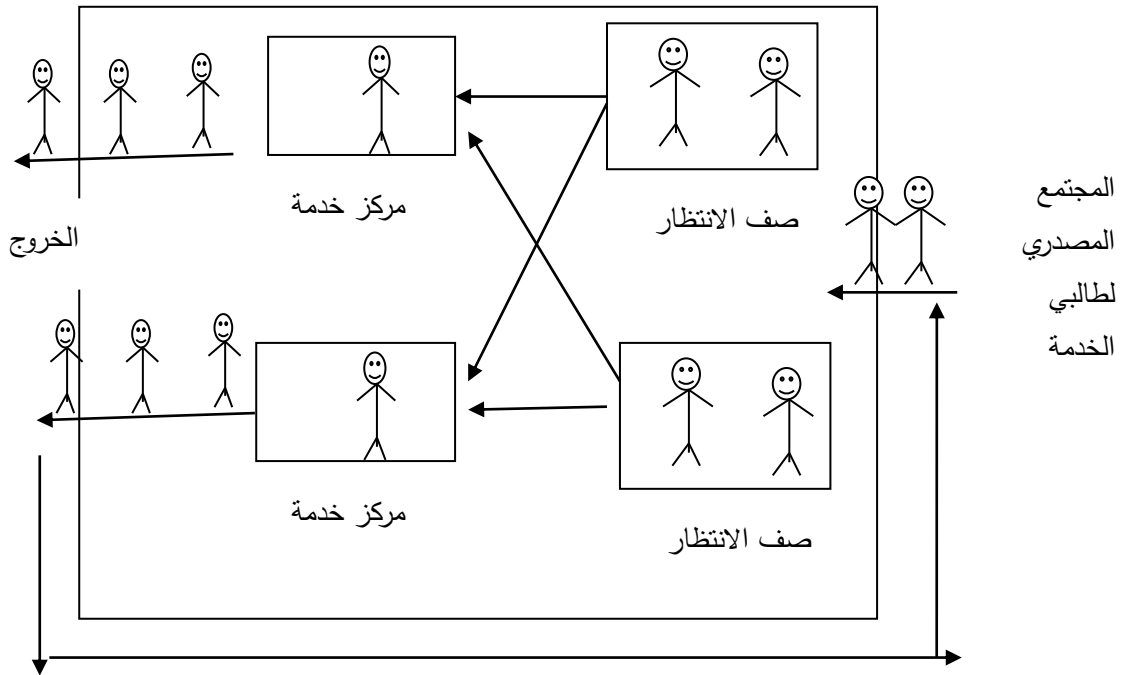 المجتمع
المصدري
لطالبي
الخدمة
صف الانتظار
مركز خدمة
الخروج
صف الانتظار
مركز خدمة